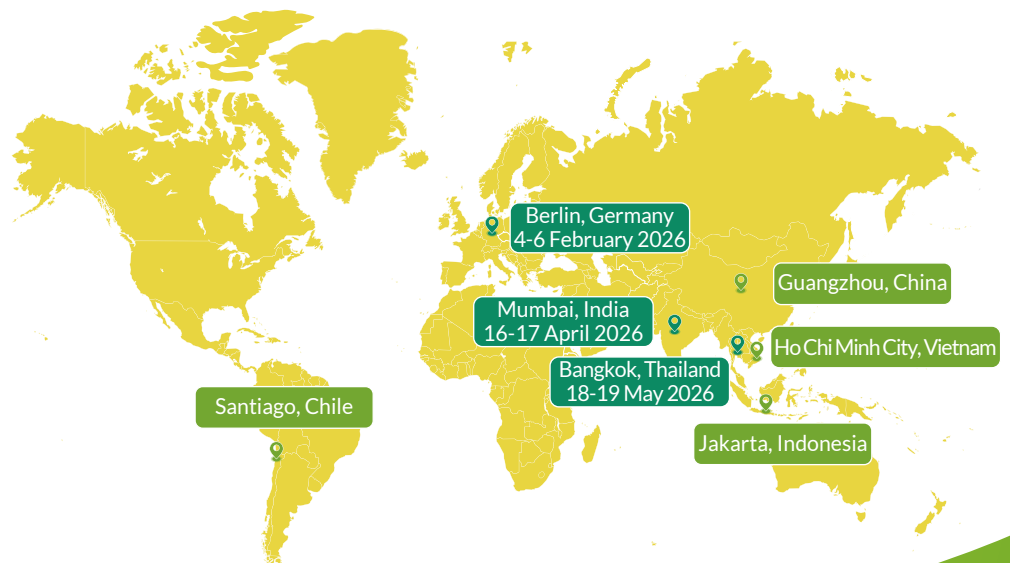 Berlin, Germany
4-6 February 2026
Guangzhou, China
Mumbai, India
16-17 April 2026
Ho Chi Minh City, Vietnam
Bangkok, Thailand
18-19 May 2026
Santiago, Chile
Jakarta, Indonesia